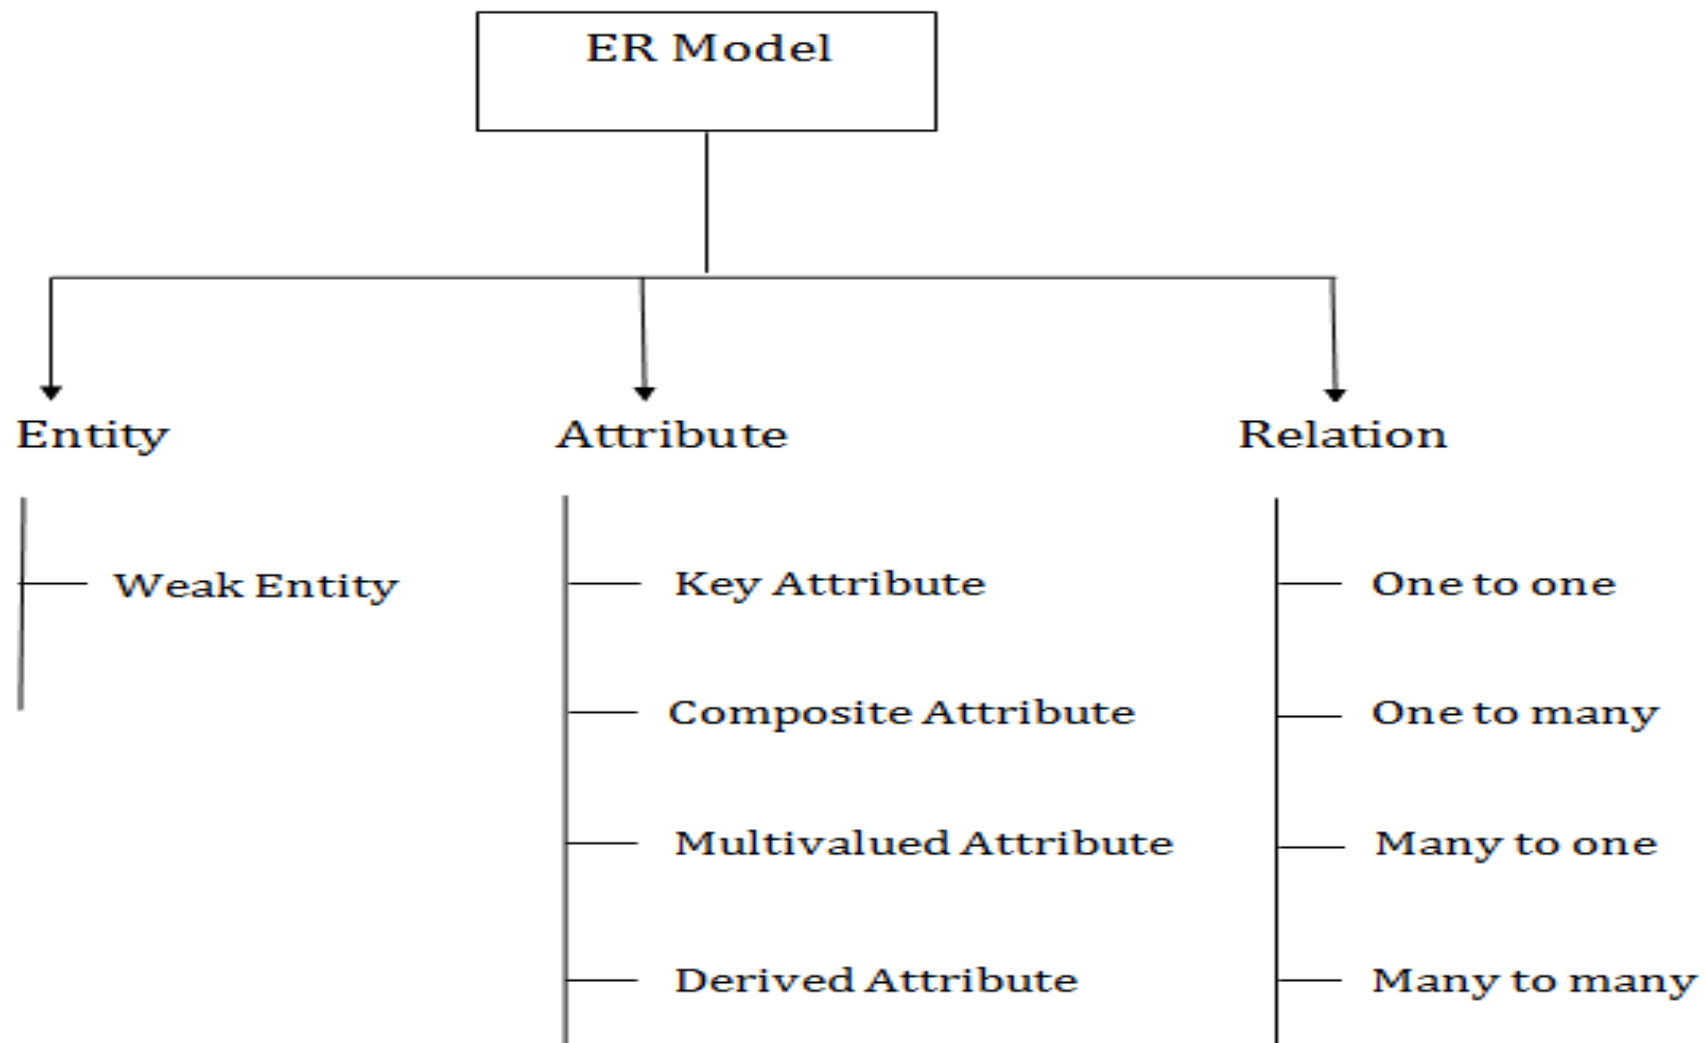 ER Model
Entity
Attribute
Relation
Weak Entity
Key Attribute
One to one
Composite Attribute
One to many
Multivalued Attribute
Many to one
Derived Attribute
Many to many